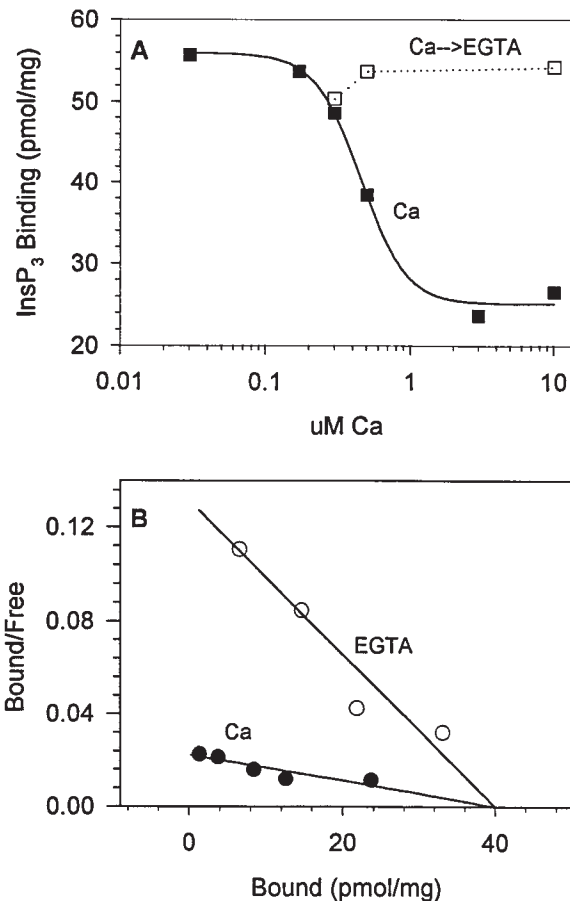 A
Ca-->EGTA
Ca
InsP3 Binding (pmol/mg)
60
50
40
30
20
0.01
0.1
1
10
uM Ca
B
EGTA
Ca
Bound/Free
0.12
0.08
0.04
0.00
0
20
40
Bound (pmol/mg)